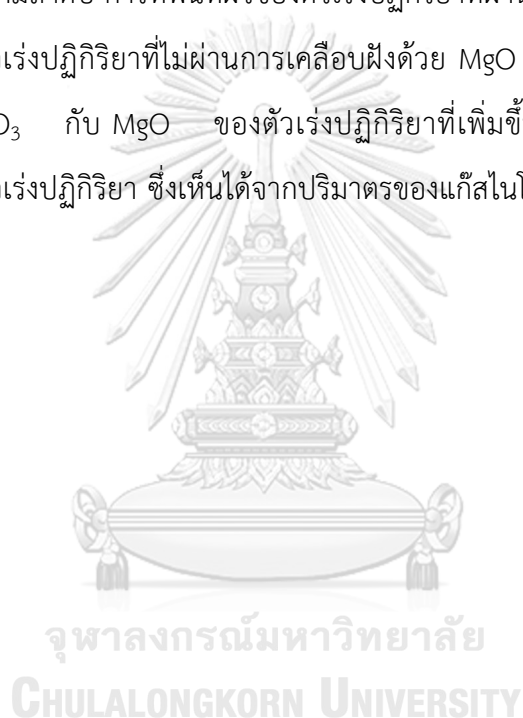 เร่งปฏิกิริยาที่ไม่ผ่านการเคลือบฝังด้วย MgO
O₃ กับ MgO ของตัวเร่งปฏิกิริยาที่เพิ่มขึ้
เร่งปฏิกิริยา ซึ่งเห็นได้จากปริมาตรของแก๊สไนโ
จุฬาลงกรณ์มหาวิทยาลัย
CHULALONGKORN UNIVERSITY